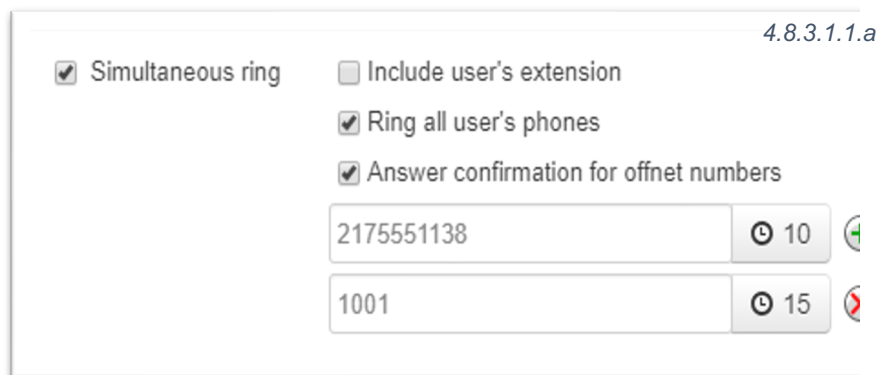 4.8.3.1.1.a
Simultaneous ring
Include user's extension
Ring all user's phones
Answer confirmation for offnet numbers
2175551138 10
1001 15